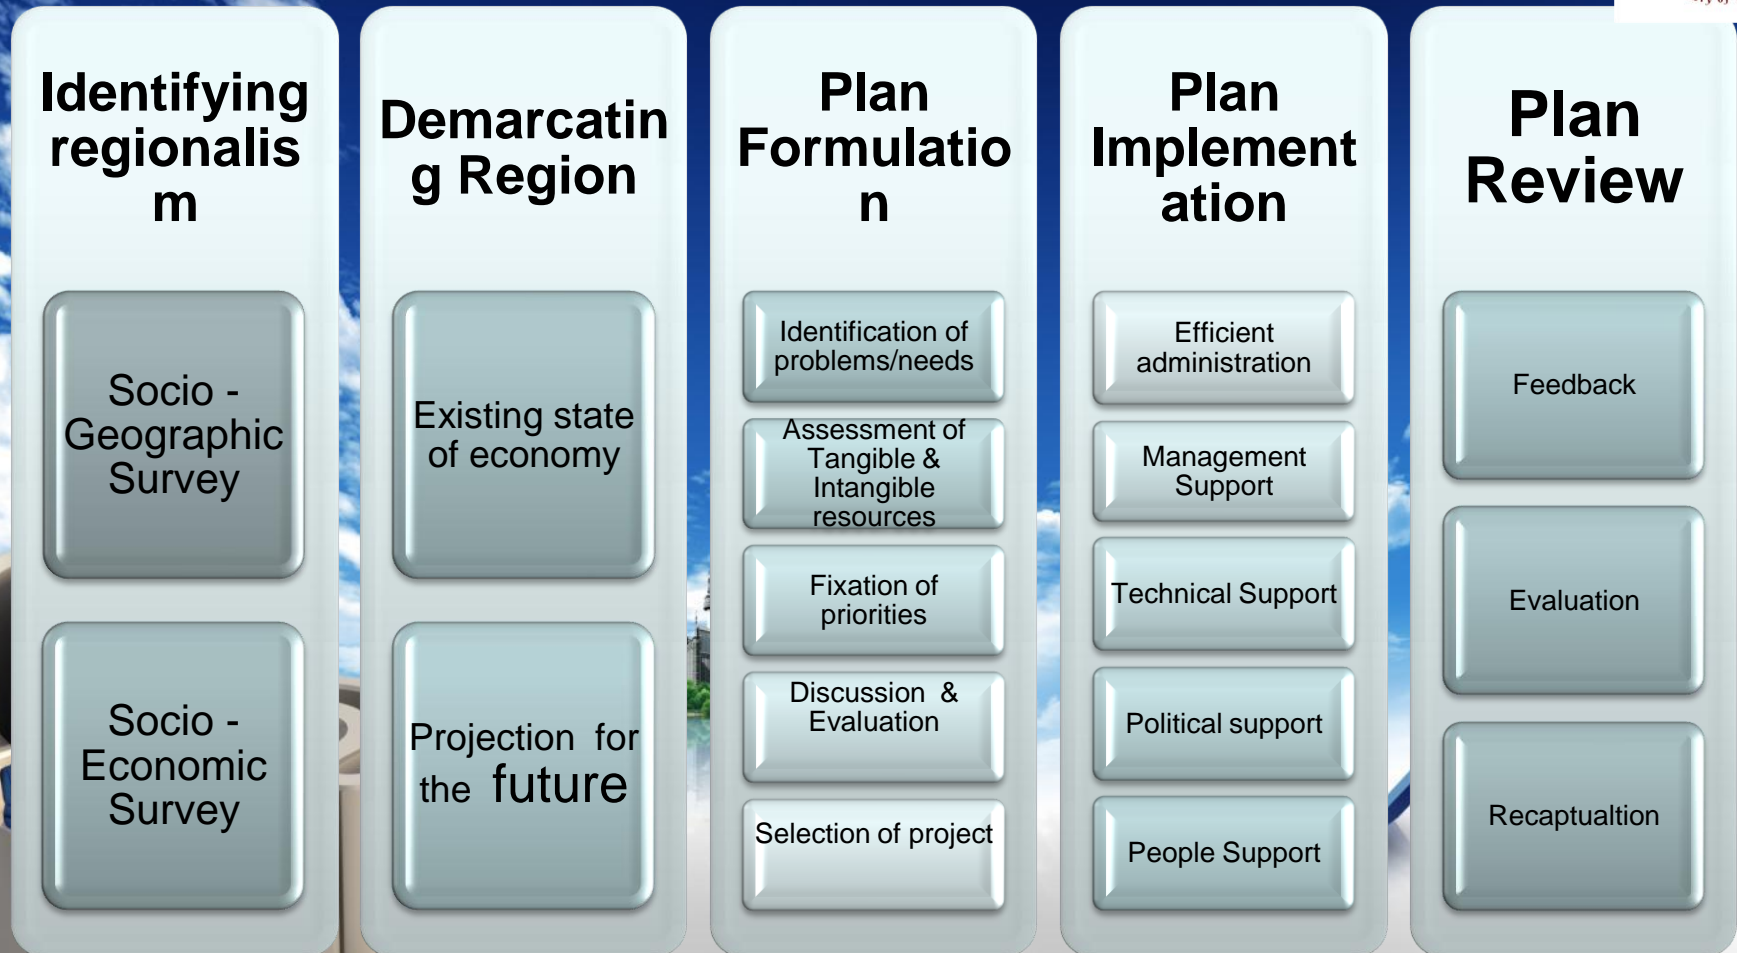 Identifying
regionalis
m
Socio -
Geographic
Survey
Socio -
Economic
Survey
Demarcatin
g Region
Existing state
of economy
Projection for
the future
Plan
Formulatio
n
Identification of
problems/needs
Assessment of
Tangible &
Intangible
resources
Fixation of
priorities
Discussion &
Evaluation
Selection of project
Plan
Implement
ation
Efficient
administration
Management
Support
Technical Support
Political support
People Support
Plan
Review
Feedback
Evaluation
Recaptualtion